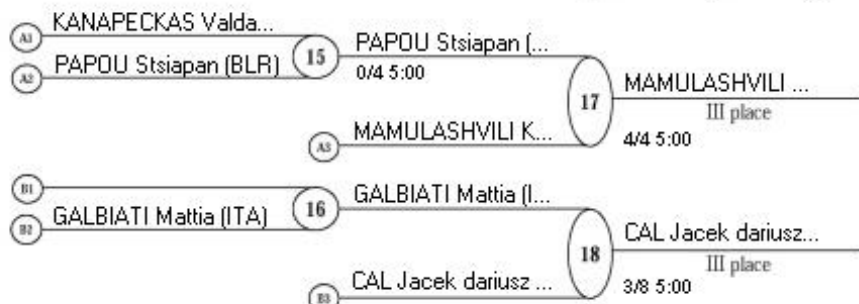 A1 KANAPECKAS Valda...
A2 PAPOU Stsiapan (BLR)
15
PAPOU Stsiapan (...
0/4 5:00
A3 MAMULASHVILI K...
17
MAMULASHVILI ...
III place
4/4 5:00
B1
B2 GALBIATI Mattia (ITA)
16
GALBIATI Mattia (I...
B3 CAL Jacek dariusz ...
18
CAL Jacek dariusz...
III place
3/8 5:00